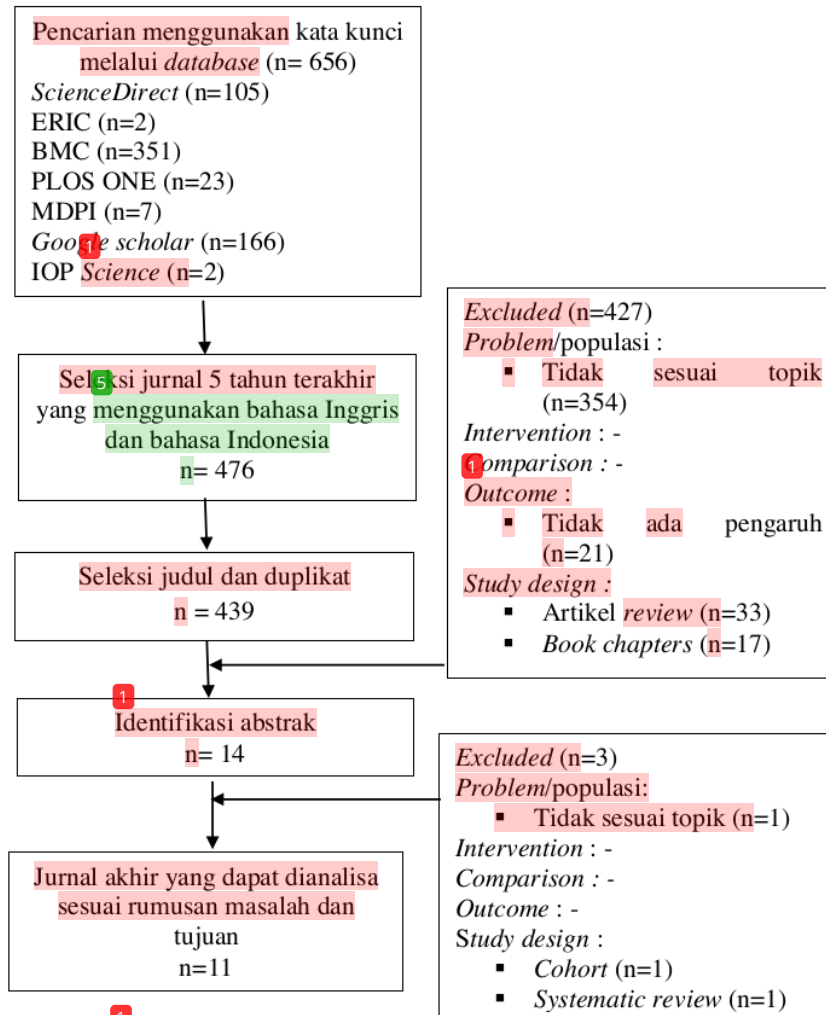 Pencarian menggunakan kata kunci
melalui database (n= 656)
ScienceDirect (n=105)
ERIC (n=2)
BMC (n=351)
PLOS ONE (n=23)
MDPI (n=7)
Google scholar (n=166)
1
IOP Science (n=2)
5
Seleksi jurnal 5 tahun terakhir
yang menggunakan bahasa Inggris
dan bahasa Indonesia
n= 476
Seleksi judul dan duplikat
n = 439
Excluded (n=427)
Problem/populasi :
▪ Tidak sesuai topik
(n=354)
Intervention : -
1
Comparison : -
Outcome :
▪ Tidak ada pengaruh
(n=21)
Study design :
▪ Artikel review (n=33)
▪ Book chapters (n=17)
1
Identifikasi abstrak
n= 14
Excluded (n=3)
Problem/populasi:
▪ Tidak sesuai topik (n=1)
Intervention : -
Comparison : -
Outcome : -
Study design :
▪ Cohort (n=1)
▪ Systematic review (n=1)
Jurnal akhir yang dapat dianalisa
sesuai rumusan masalah dan
tujuan
n=11